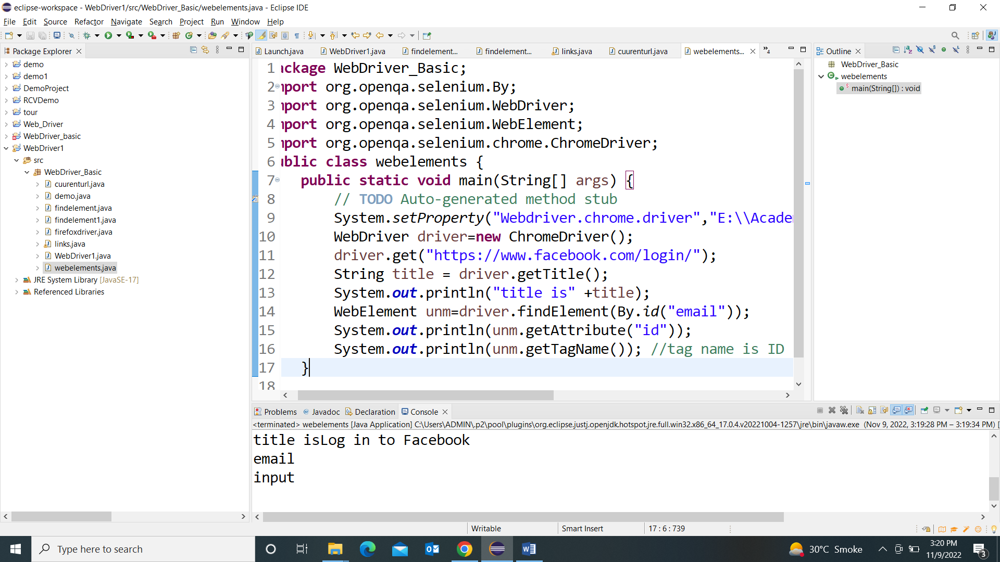 eclipse-workspace - WebDriver1/src/WebDriver_Basic/webelements.java - Eclipse IDE
File Edit Source Refactor Navigate Search Project Run Window Help
Package Explorer
demo
demo1
DemoProject
RCVDemo
tour
Web_Driver
WebDriver_basic
WebDriver1
src
WebDriver_Basic
cuurenturl.java
demo.java
findelement.java
findelement1.java
firefoxdriver.java
links.java
WebDriver1.java
webelements.java
JRE System Library [JavaSE-17]
Referenced Libraries
Launch.java WebDriver1.java findelement... findelement... links.java cuurenturl.java webelements... 4
1 ackage WebDriver_Basic;
2 mport org.openqa.selenium.By;
3 mport org.openqa.selenium.WebDriver;
4 mport org.openqa.selenium.WebElement;
5 mport org.openqa.selenium.chrome.ChromeDriver;
6 ublic class webelements {
7 public static void main(String[] args) {
8 // TODO Auto-generated method stub
9 System.setProperty("Webdriver.chrome.driver","E:\\Acade
10 WebDriver driver=new ChromeDriver();
11 driver.get("https://www.facebook.com/login/");
12 String title = driver.getTitle();
13 System.out.println("title is" +title);
14 WebElement unm=driver.findElement(By.id("email"));
15 System.out.println(unm.getAttribute("id"));
16 System.out.println(unm.getTagName()); //tag name is ID
17 }
18
Outline
WebDriver_Basic
webelements
main(String[]) : void
Problems @ Javadoc Declaration Console
<terminated> webelements [Java Application] C:\Users\ADMIN\.p2\pool\plugins\org.eclipse.justj.openjdk.hotspot.jre.full.win32.x86_64_17.0.4.v20221004-1257\jre\bin\javaw.exe (Nov 9, 2022, 3:19:28 PM – 3:19:34 PM) [
title isLog in to Facebook
email
input
Writable Smart Insert 17 : 6 : 739
Type here to search
30°C Smoke
3:20 PM
11/9/2022
3